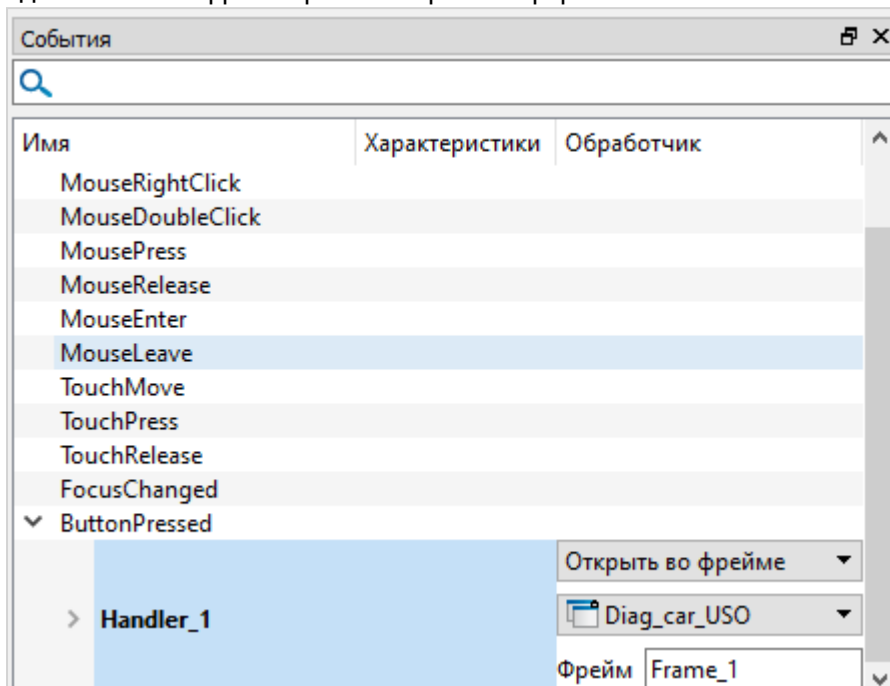 События
Имя Характеристики Обработчик
MouseRightClick
MouseDoubleClick
MousePress
MouseRelease
MouseEnter
MouseLeave
TouchMove
TouchPress
TouchRelease
FocusChanged
ButtonPressed
Открыть во фрейме
Handler_1 Diag_car_USO
Фрейм Frame_1